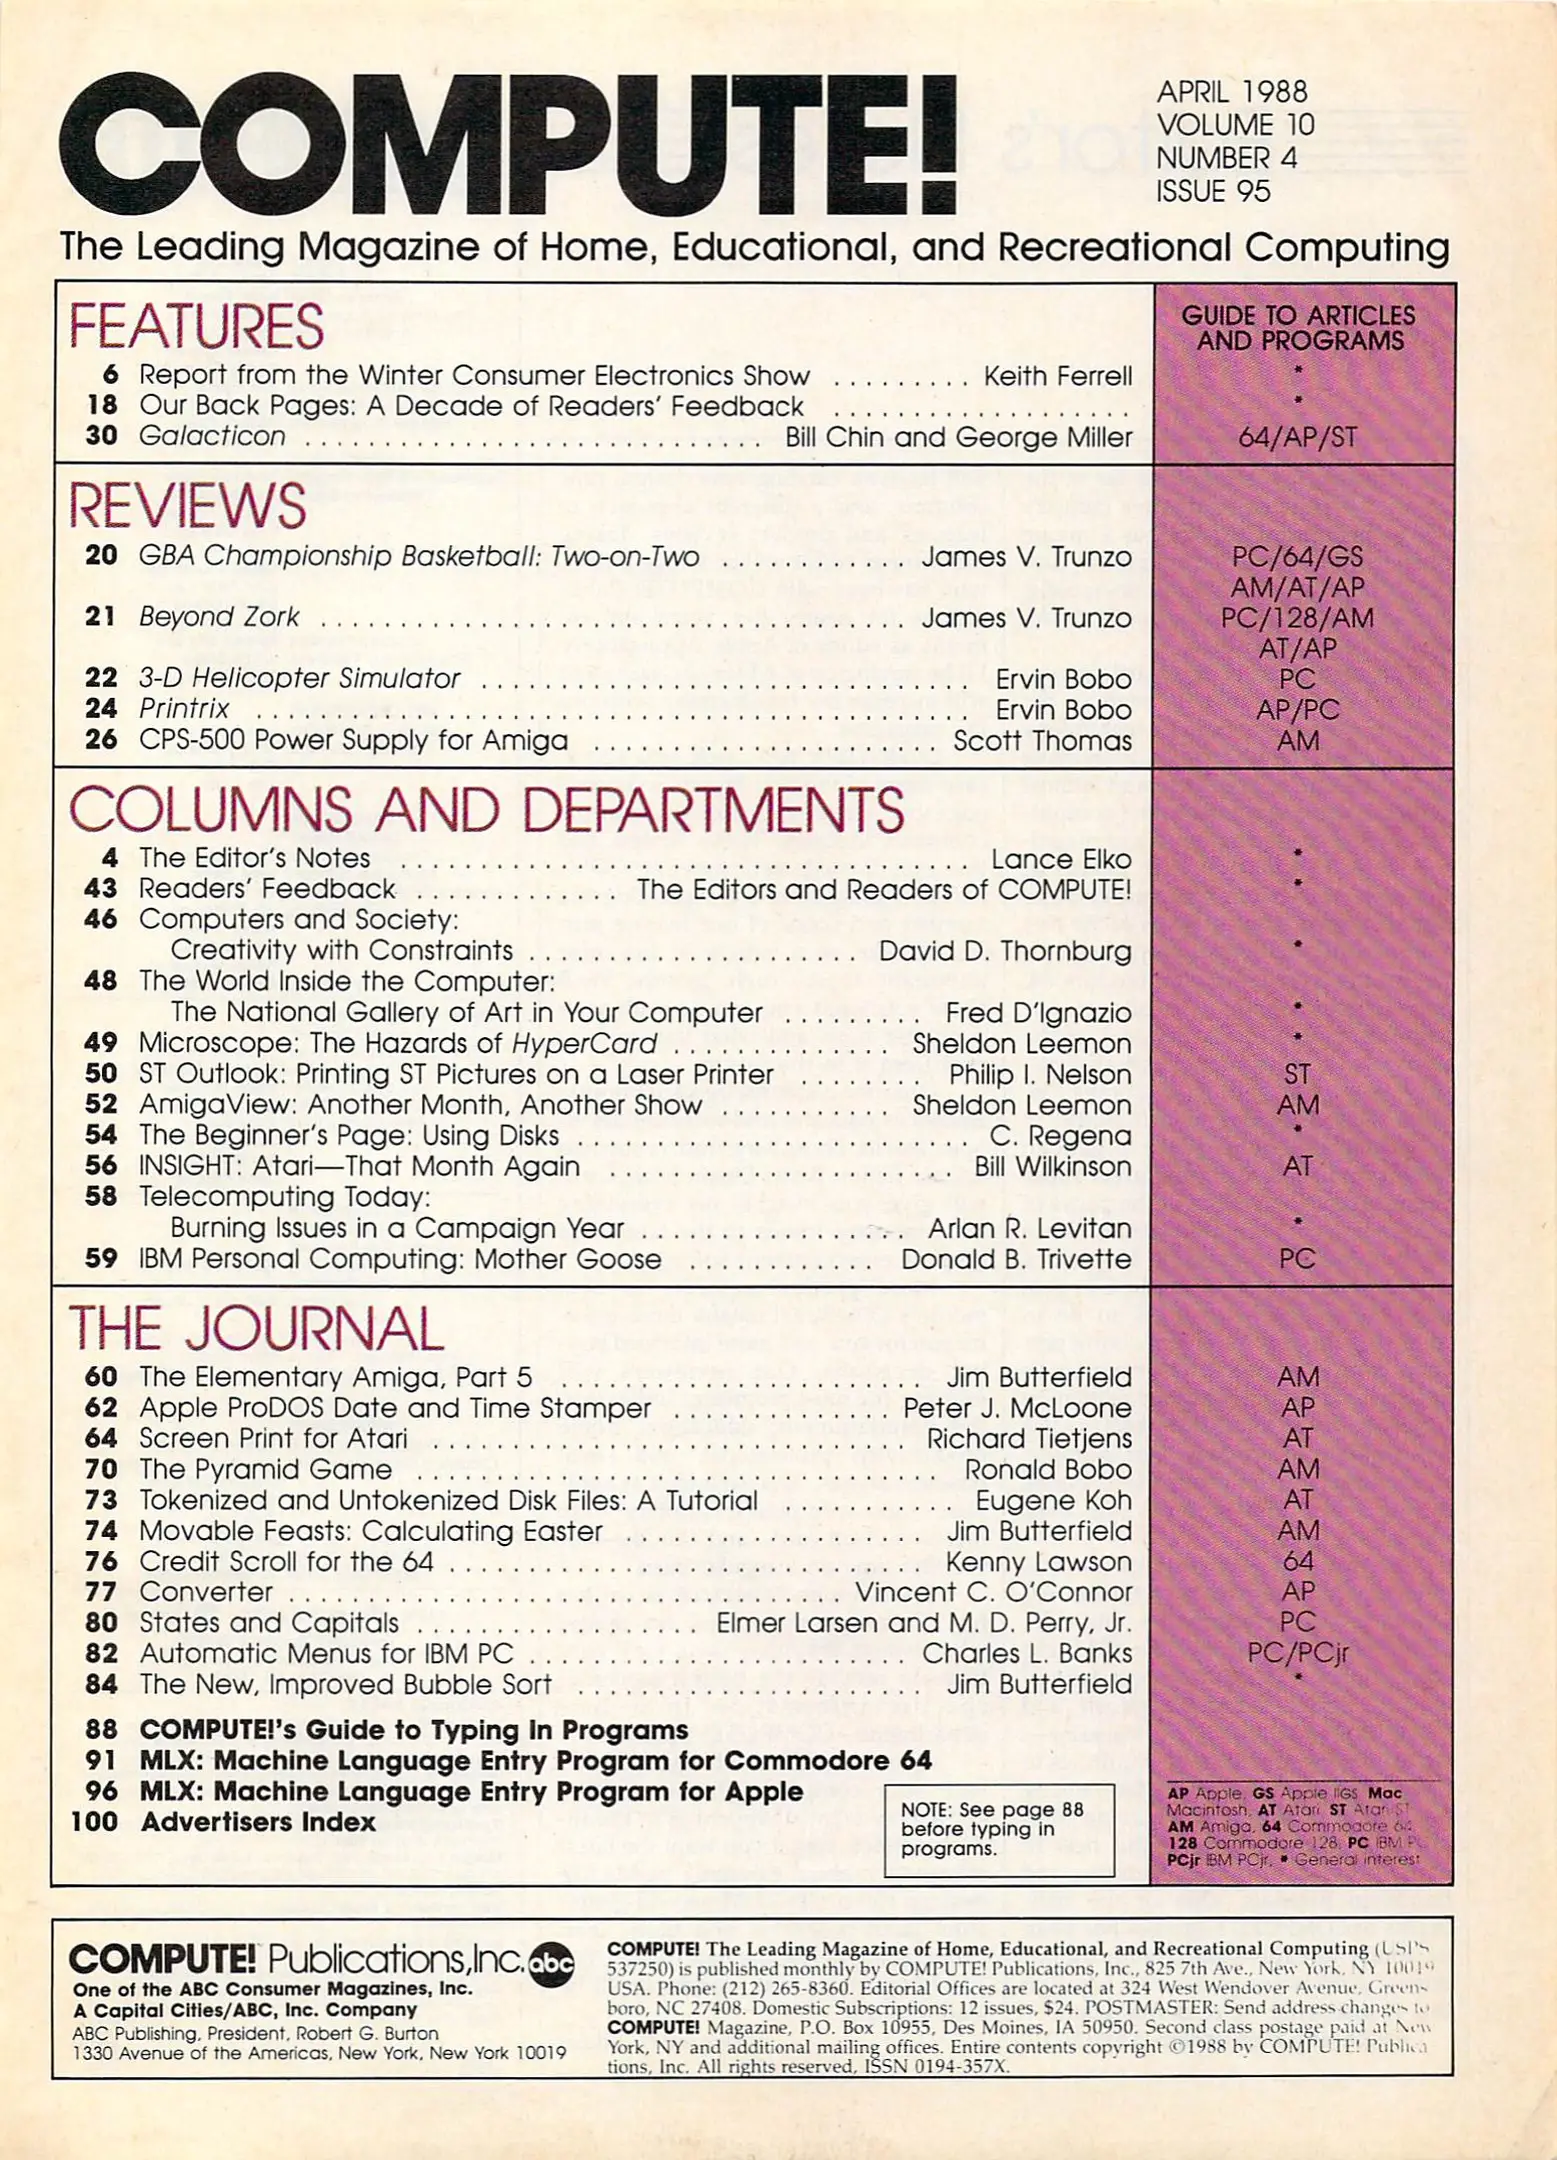 COMPUTE!
APRIL 1988
VOLUME 10
NUMBER 4
ISSUE 95
The Leading Magazine of Home, Educational, and Recreational Computing
FEATURES
GUIDE TO ARTICLES
AND PROGRAMS
6 Report from the Winter Consumer Electronics Show ......... Keith Ferrell *
18 Our Back Pages: A Decade of Readers' Feedback ................... *
30 Galacticon ............................. Bill Chin and George Miller 64/AP/ST
REVIEWS
20 GBA Championship Basketball: Two-on-Two ............ James V. Trunzo PC/64/GS
AM/AT/AP
21 Beyond Zork ..................................... James V. Trunzo PC/128/AM
AT/AP
22 3-D Helicopter Simulator ............................... Ervin Bobo PC
24 Printrix ............................................. Ervin Bobo AP/PC
26 CPS-500 Power Supply for Amiga ...................... Scott Thomas AM
COLUMNS AND DEPARTMENTS
4 The Editor's Notes .................................... Lance Elko *
43 Readers' Feedback ............. The Editors and Readers of COMPUTE! *
46 Computers and Society:
Creativity with Constraints ..................... David D. Thornburg *
48 The World Inside the Computer:
The National Gallery of Art in Your Computer ......... Fred D'Ignazio *
49 Microscope: The Hazards of HyperCard .............. Sheldon Leemon *
50 ST Outlook: Printing ST Pictures on a Laser Printer ........ Philip I. Nelson ST
52 AmigaView: Another Month, Another Show ........... Sheldon Leemon AM
54 The Beginner's Page: Using Disks ......................... C. Regena *
56 INSIGHT: Atari—That Month Again ...................... Bill Wilkinson AT
58 Telecomputing Today:
Burning Issues in a Campaign Year ................. Arlan R. Levitan *
59 IBM Personal Computing: Mother Goose ............ Donald B. Trivette PC
THE JOURNAL
60 The Elementary Amiga, Part 5 ....................... Jim Butterfield AM
62 Apple ProDOS Date and Time Stamper .............. Peter J. McLoone AP
64 Screen Print for Atari .............................. Richard Tietjens AT
70 The Pyramid Game ................................. Ronald Bobo AM
73 Tokenized and Untokenized Disk Files: A Tutorial ........... Eugene Koh AT
74 Movable Feasts: Calculating Easter ................... Jim Butterfield AM
76 Credit Scroll for the 64 .............................. Kenny Lawson 64
77 Converter ................................... Vincent C. O'Connor AP
80 States and Capitals .................. Elmer Larsen and M. D. Perry, Jr. PC
82 Automatic Menus for IBM PC ........................ Charles L. Banks PC/PCjr
84 The New, Improved Bubble Sort ...................... Jim Butterfield *
88 COMPUTE!'s Guide to Typing In Programs
91 MLX: Machine Language Entry Program for Commodore 64
96 MLX: Machine Language Entry Program for Apple
100 Advertisers Index
NOTE: See page 88
before typing in
programs.
AP Apple, GS Apple IIGS, Mac
Macintosh, AT Atari, ST Atari ST
AM Amiga, 64 Commodore 64,
128 Commodore 128, PC IBM PC
PCjr IBM PCjr, * General interest
COMPUTE! Publications,Inc. abc
One of the ABC Consumer Magazines, Inc.
A Capital Cities/ABC, Inc. Company
ABC Publishing, President, Robert G. Burton
1330 Avenue of the Americas, New York, New York 10019
COMPUTE! The Leading Magazine of Home, Educational, and Recreational Computing (USPS
537250) is published monthly by COMPUTE! Publications, Inc., 825 7th Ave., New York, NY 10019
USA. Phone: (212) 265-8360. Editorial Offices are located at 324 West Wendover Avenue, Greens-
boro, NC 27408. Domestic Subscriptions: 12 issues, $24. POSTMASTER: Send address changes to
COMPUTE! Magazine, P.O. Box 10955, Des Moines, IA 50950. Second class postage paid at New
York, NY and additional mailing offices. Entire contents copyright ©1988 by COMPUTE! Publica-
tions, Inc. All rights reserved, ISSN 0194-357X.